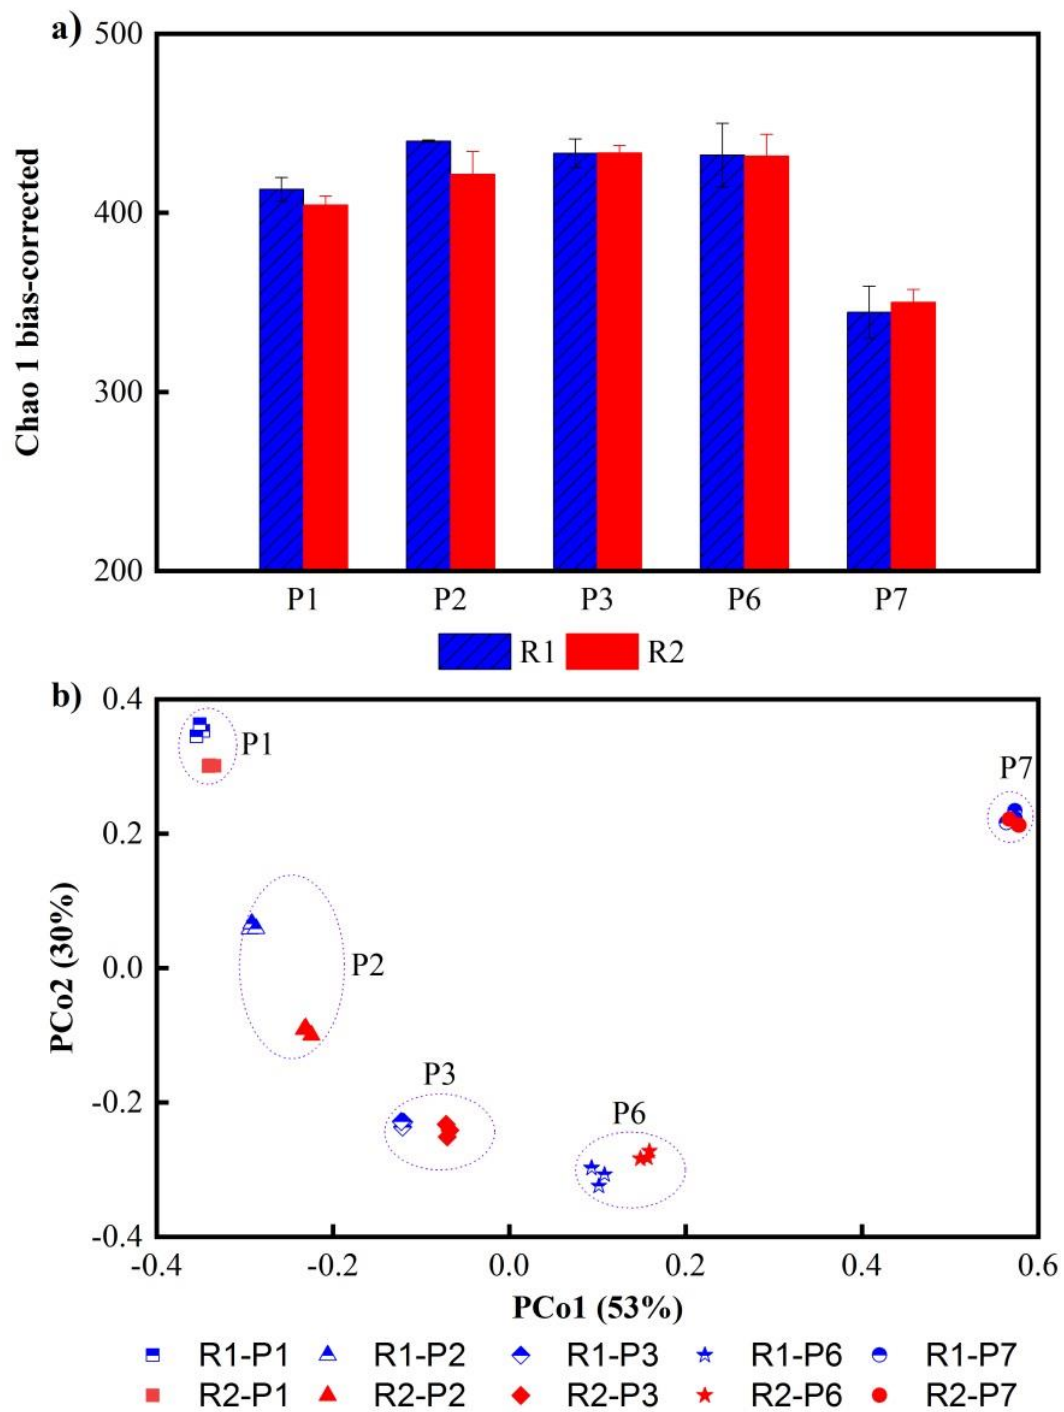 a)
500
400
300
200
Chao 1 bias-corrected
P1 P2 P3 P6 P7
R1 R2
b)
0.4
0.2
0.0
-0.2
-0.4
PCo2 (30%)
P1
P7
P2
P3
P6
-0.4 -0.2 0.0 0.2 0.4 0.6
PCo1 (53%)
R1-P1 R1-P2 R1-P3 R1-P6 R1-P7
R2-P1 R2-P2 R2-P3 R2-P6 R2-P7